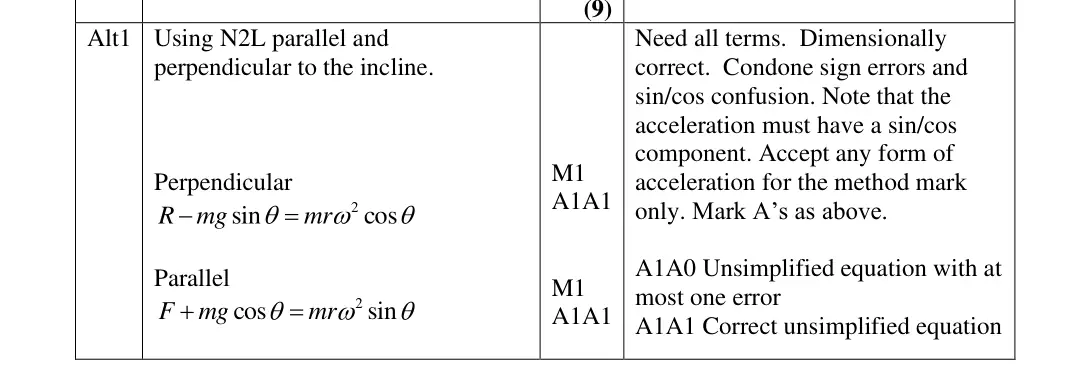 (9)
Alt1
Using N2L parallel and
perpendicular to the incline.
Perpendicular
R − mg sin θ = mrω² cos θ
Parallel
F + mg cos θ = mrω² sin θ
M1
A1A1
M1
A1A1
Need all terms.  Dimensionally
correct.  Condone sign errors and
sin/cos confusion. Note that the
acceleration must have a sin/cos
component. Accept any form of
acceleration for the method mark
only. Mark A’s as above.
A1A0 Unsimplified equation with at
most one error
A1A1 Correct unsimplified equation